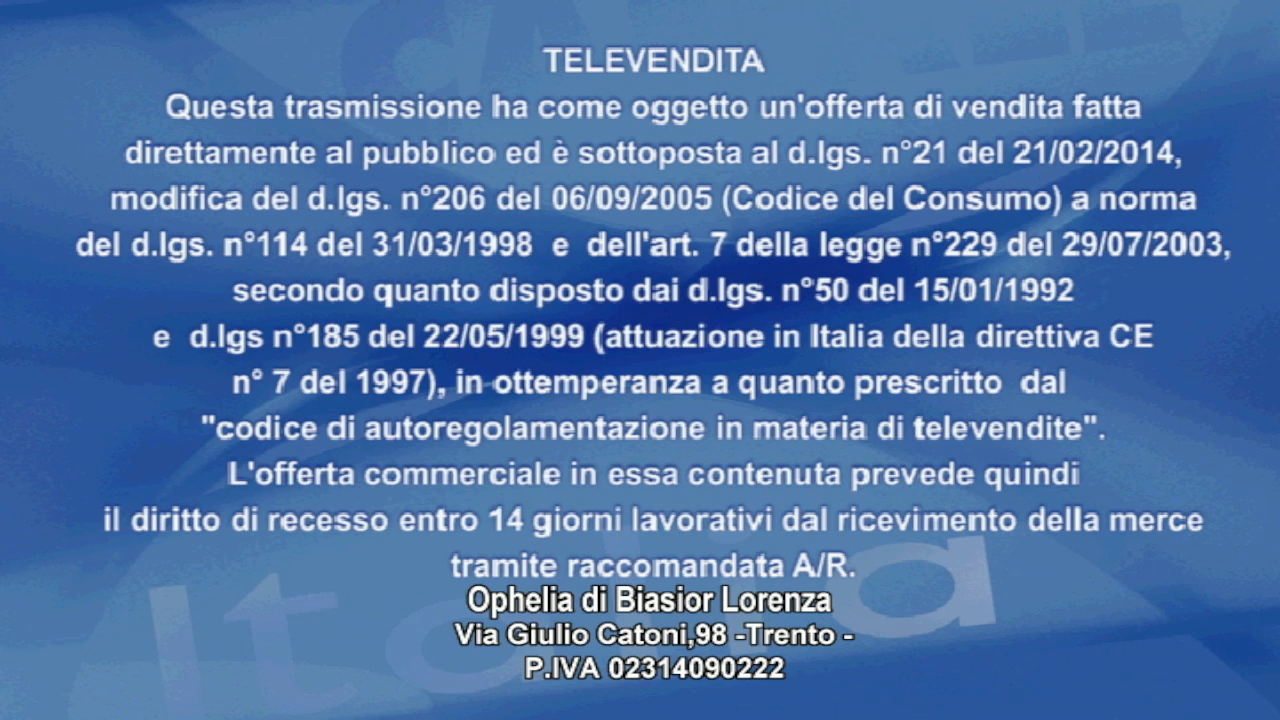 TELEVENDITA
Questa trasmissione ha come oggetto un'offerta di vendita fatta
direttamente al pubblico ed è sottoposta al d.lgs. n°21 del 21/02/2014,
modifica del d.lgs. n°206 del 06/09/2005 (Codice del Consumo) a norma
del d.lgs. n°114 del 31/03/1998 e dell'art. 7 della legge n°229 del 29/07/2003,
secondo quanto disposto dai d.lgs. n°50 del 15/01/1992
e d.lgs n°185 del 22/05/1999 (attuazione in Italia della direttiva CE
n° 7 del 1997), in ottemperanza a quanto prescritto dal
"codice di autoregolamentazione in materia di televendite".
L'offerta commerciale in essa contenuta prevede quindi
il diritto di recesso entro 14 giorni lavorativi dal ricevimento della merce
tramite raccomandata A/R.
Ophelia di Biasior Lorenza
Via Giulio Catoni,98 -Trento -
P.IVA 02314090222
Italia